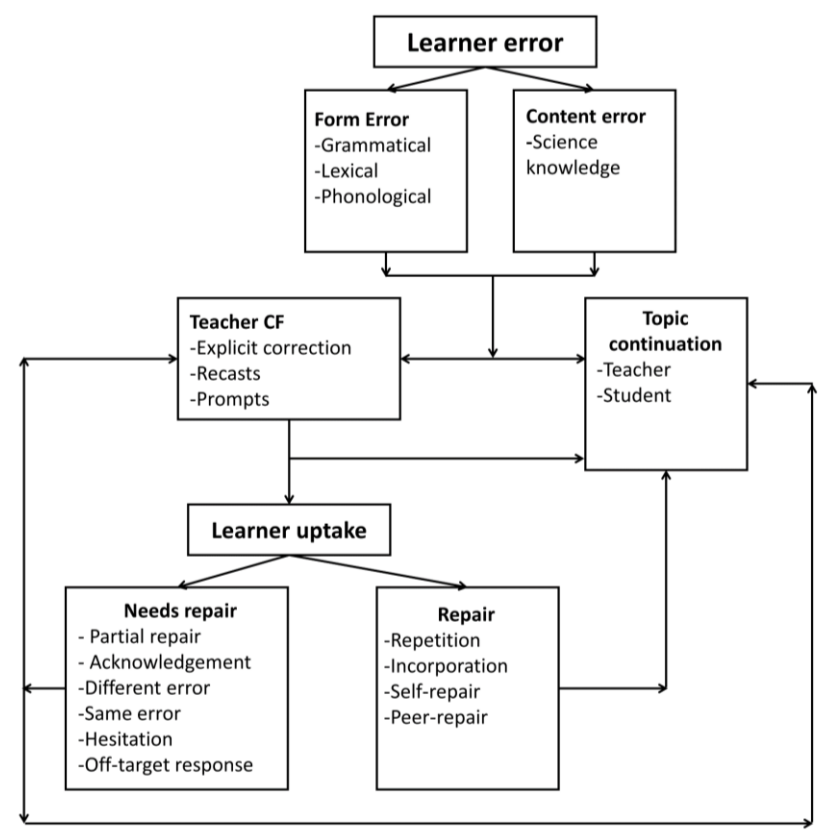 Learner error
Form Error
-Grammatical
-Lexical
-Phonological
Content error
-Science
knowledge
Teacher CF
-Explicit correction
-Recasts
-Prompts
Topic
continuation
-Teacher
-Student
Learner uptake
Needs repair
- Partial repair
- Acknowledgement
-Different error
-Same error
-Hesitation
-Off-target response
Repair
-Repetition
-Incorporation
-Self-repair
-Peer-repair